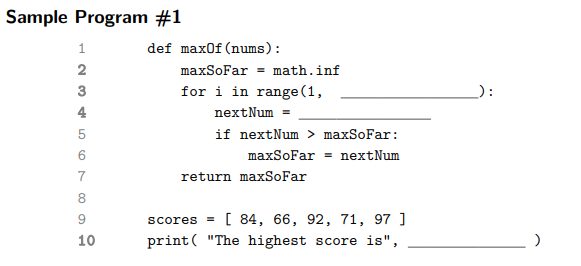 Sample Program #1
1 def maxOf(nums):
2 maxSoFar = math.inf
3 for i in range(1, _________________):
4 nextNum = ________________
5 if nextNum > maxSoFar:
6 maxSoFar = nextNum
7 return maxSoFar
8
9 scores = [ 84, 66, 92, 71, 97 ]
10 print( "The highest score is", ______________ )